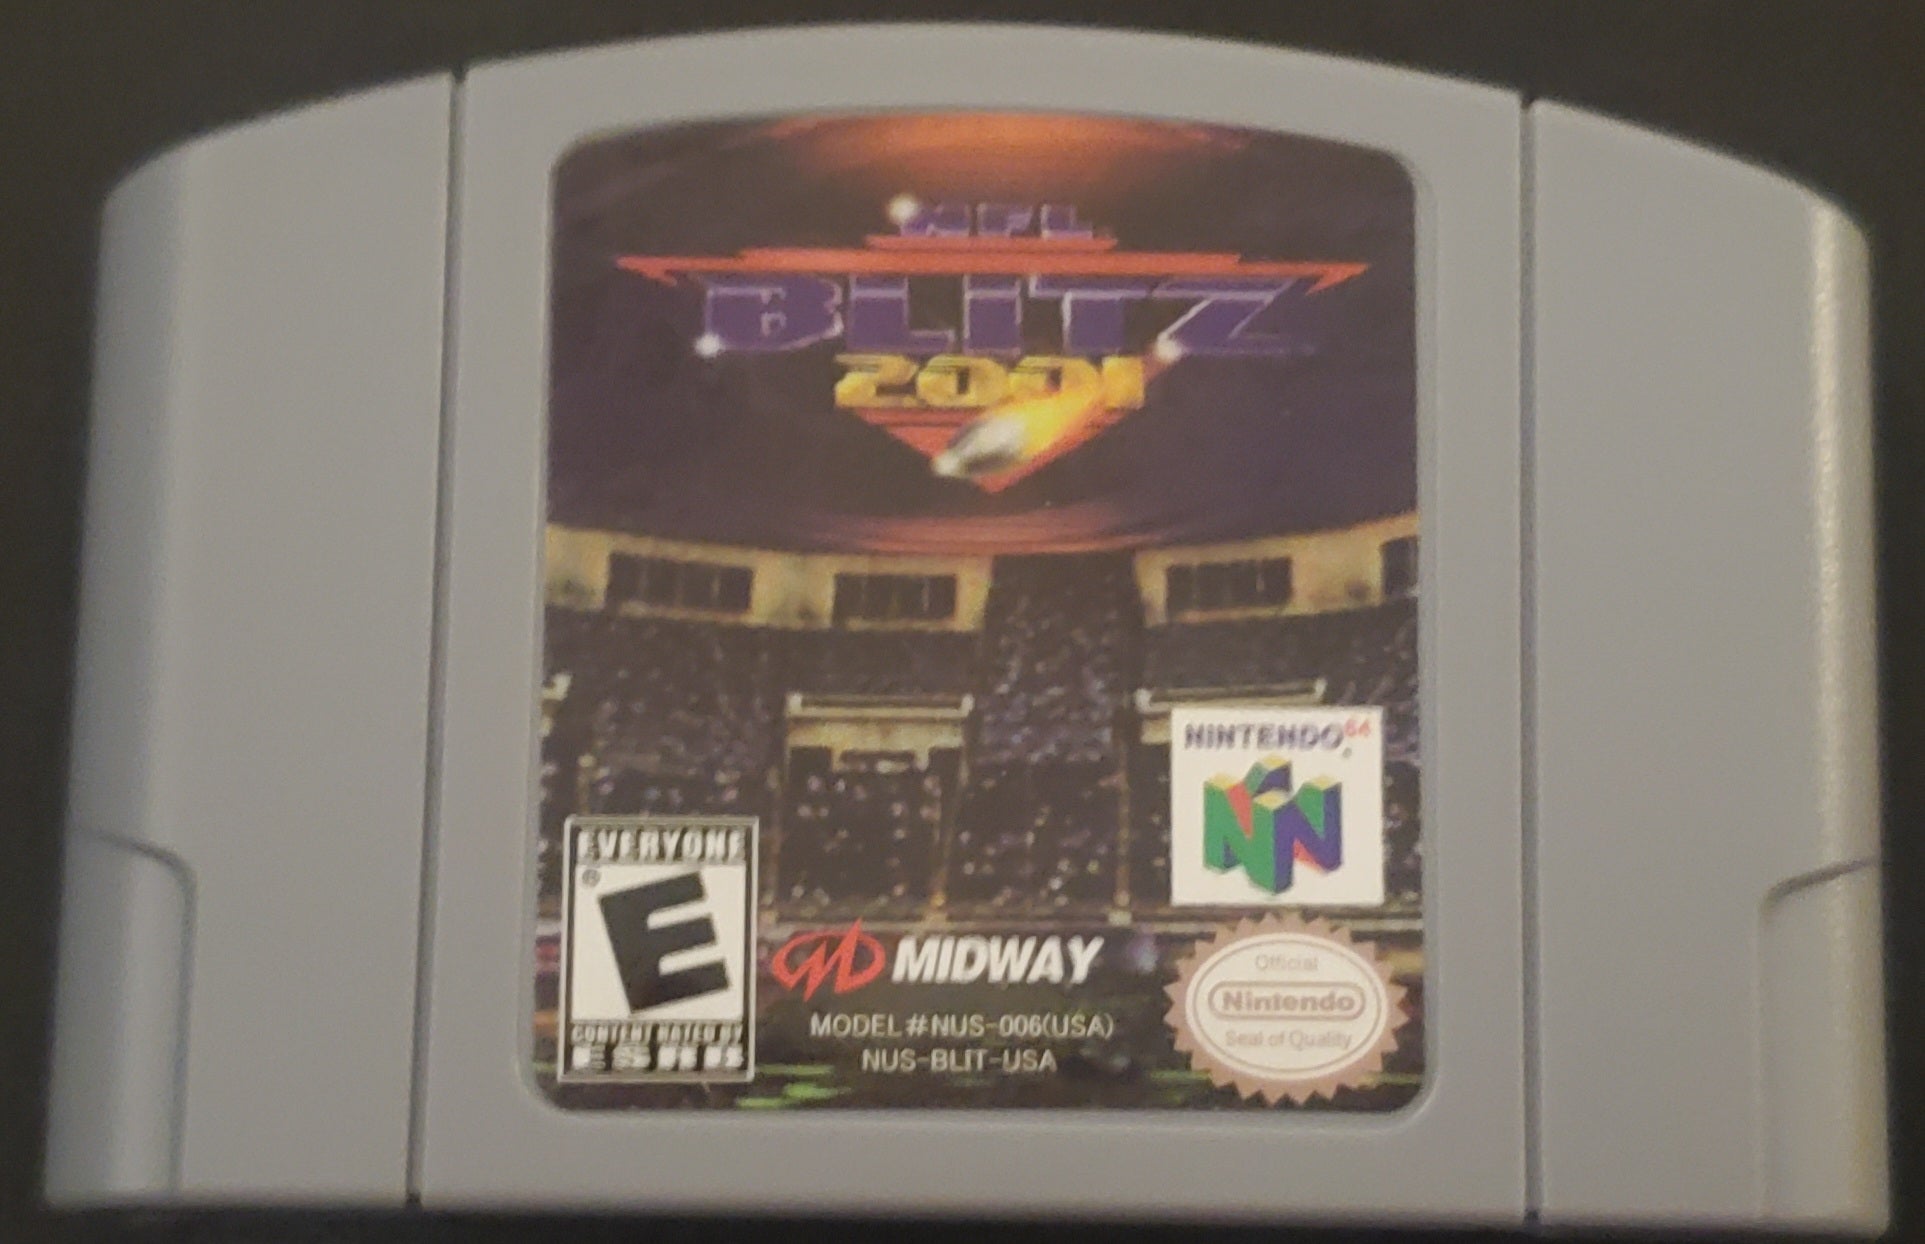 NFL
BLITZ
2001
NINTENDO64
EVERYONE
®
E
CONTENT RATED BY
MIDWAY
MODEL#NUS-006(USA)
NUS-BLIT-USA
Official
Nintendo
Seal of Quality